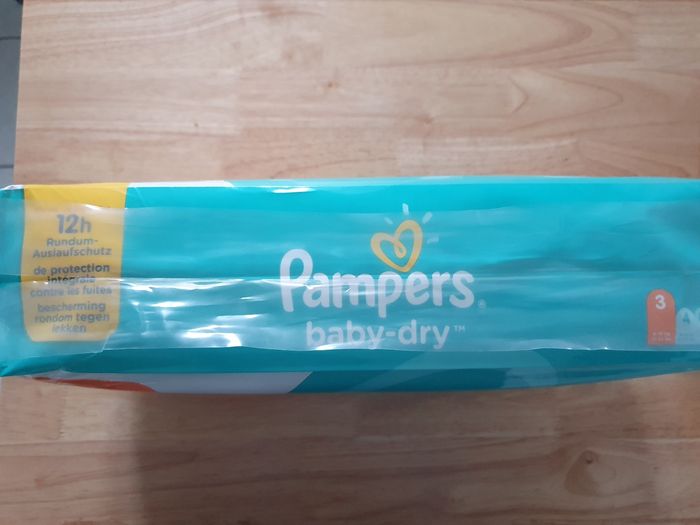 12h
Rundum-
Auslaufschutz
de protection
intégrale
contre les fuites
bescherming
rondom tegen
lekken
Pampers®
baby-dry™
3